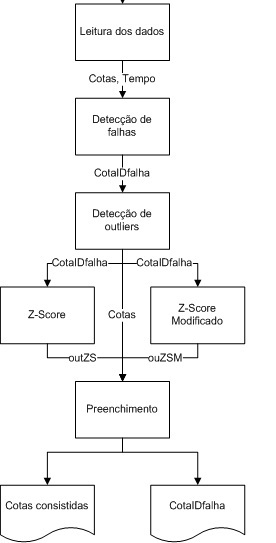 Leitura dos dados
Cotas, Tempo
Detecção de
falhas
CotaIDfalha
Detecção de
outliers
CotaIDfalha
CotaIDfalha
Z-Score
Cotas
Z-Score
Modificado
outZS
ouZSM
Preenchimento
Cotas consistidas
CotaIDfalha